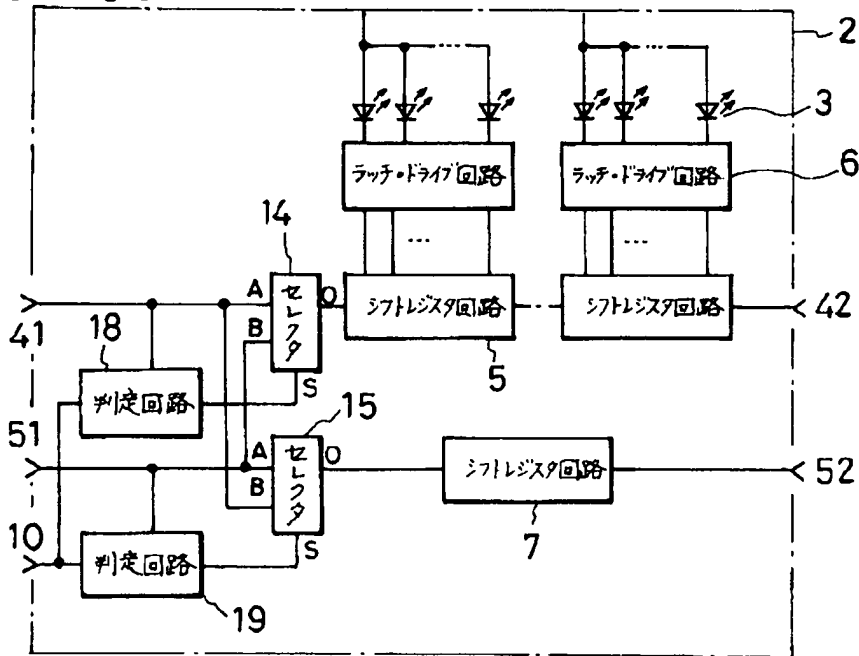 2
3
ラッチ・ドライブ回路
ラッチ・ドライブ回路
6
...
...
14
41
A
B
セレクタ
O
S
シフトレジスタ回路
5
シフトレジスタ回路
42
18
判定回路
15
51
A
B
セレクタ
O
S
シフトレジスタ回路
7
52
10
判定回路
19